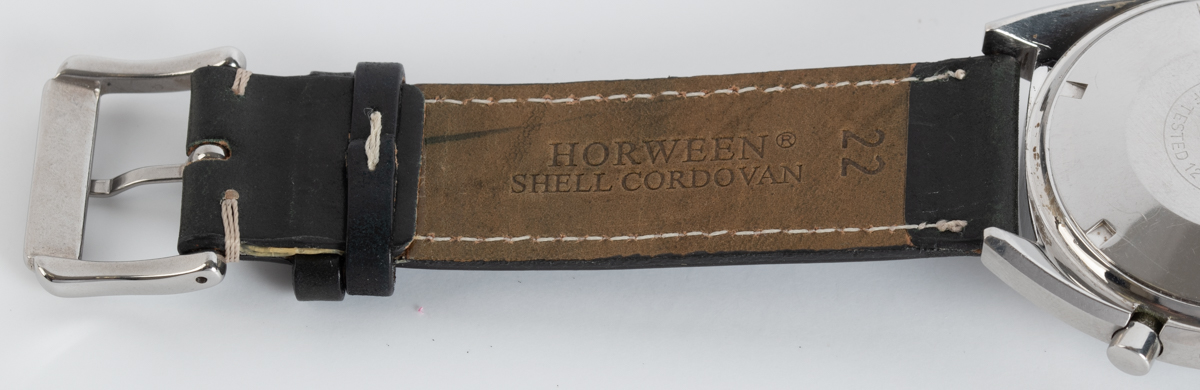 HORWEEN®
SHELL CORDOVAN
22
TESTED